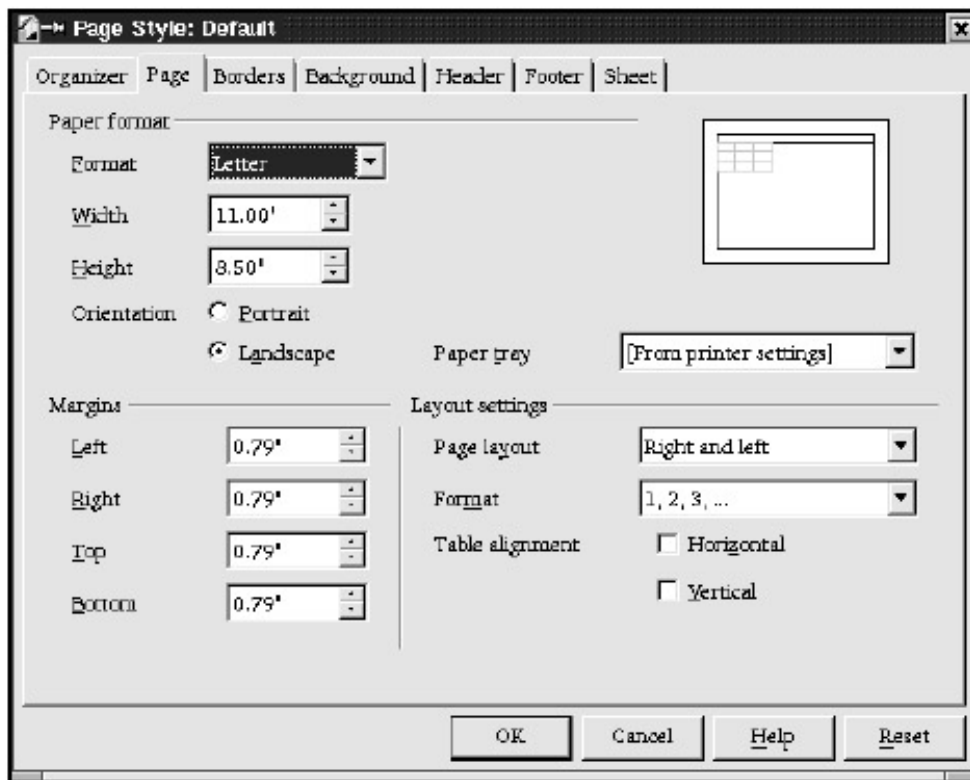 Page Style: Default
Organizer Page Borders Background Header Footer Sheet
Paper format
Format Letter
Width 11.00"
Height 8.50"
Orientation Portrait
Landscape Paper tray [From printer settings]
Margins Layout settings
Left 0.79" Page layout Right and left
Right 0.79" Format 1, 2, 3, ...
Top 0.79" Table alignment Horizontal
Bottom 0.79" Vertical
OK Cancel Help Reset